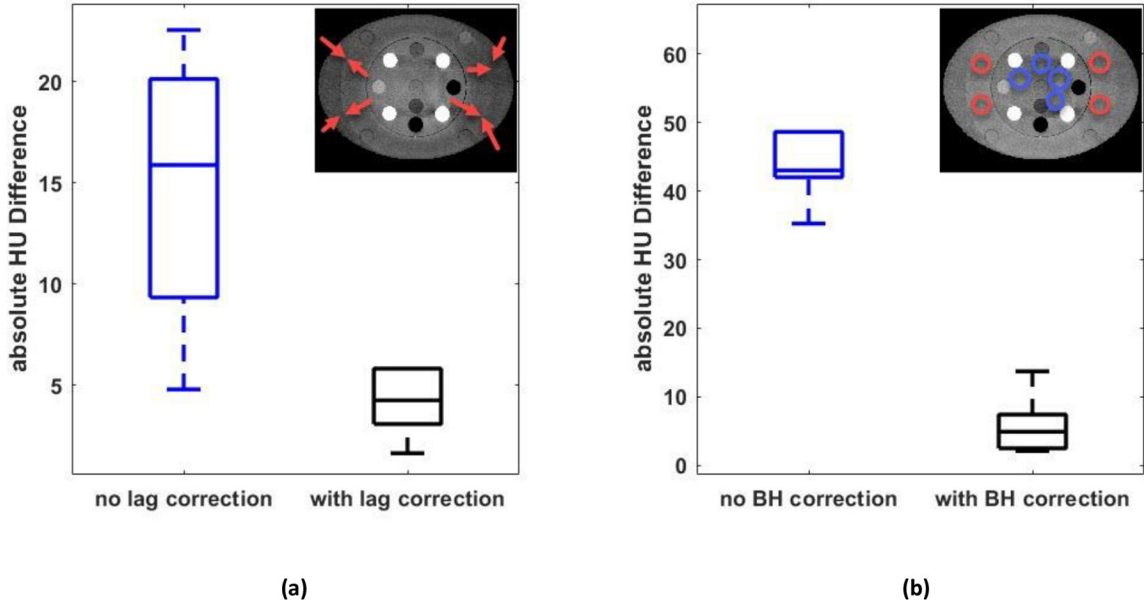 absolute HU Difference
20
15
10
5
no lag correction
with lag correction
(a)
absolute HU Difference
60
50
40
30
20
10
0
no BH correction
with BH correction
(b)